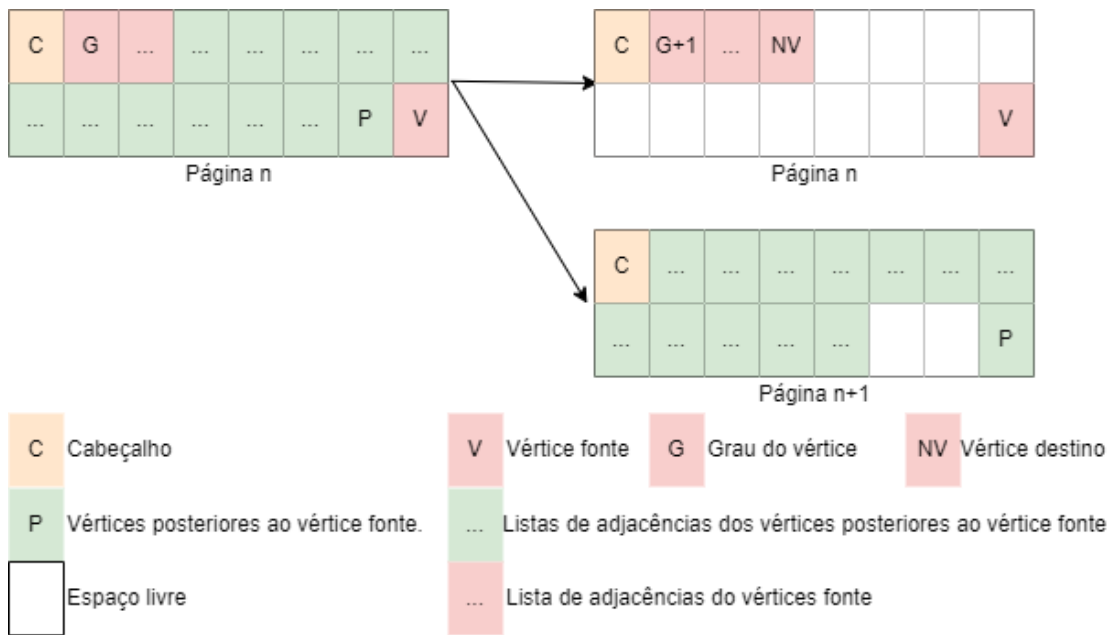 C G ... ... ... ... ... ...
... ... ... ... ... ... P V
Página n
C G+1 ... NV
V
Página n
C ... ... ... ... ... ... ...
... ... ... ... ... P
Página n+1
C Cabeçalho
V Vértice fonte
G Grau do vértice
NV Vértice destino
P Vértices posteriores ao vértice fonte.
... Listas de adjacências dos vértices posteriores ao vértice fonte
Espaço livre
... Lista de adjacências do vértices fonte